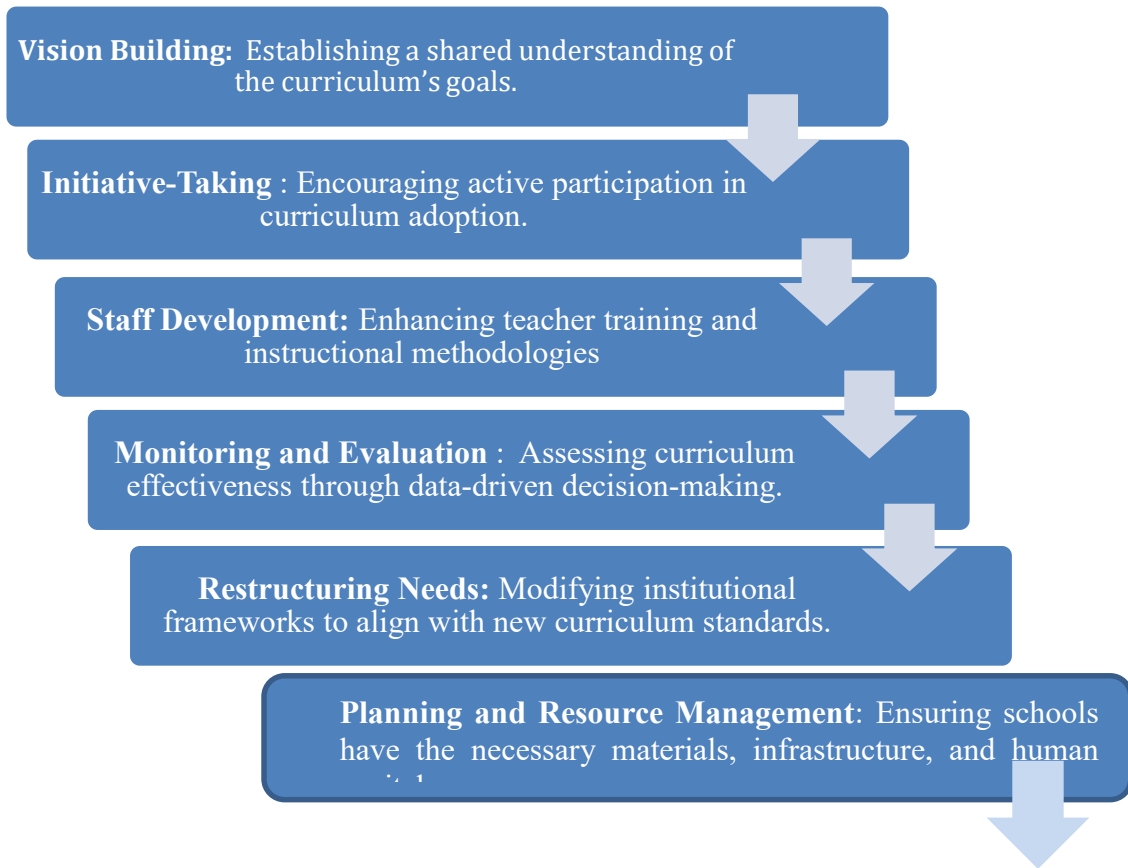 Vision Building: Establishing a shared understanding of
the curriculum’s goals.
Initiative-Taking : Encouraging active participation in
curriculum adoption.
Staff Development: Enhancing teacher training and
instructional methodologies
Monitoring and Evaluation : Assessing curriculum
effectiveness through data-driven decision-making.
Restructuring Needs: Modifying institutional
frameworks to align with new curriculum standards.
Planning and Resource Management: Ensuring schools
have the necessary materials, infrastructure, and human